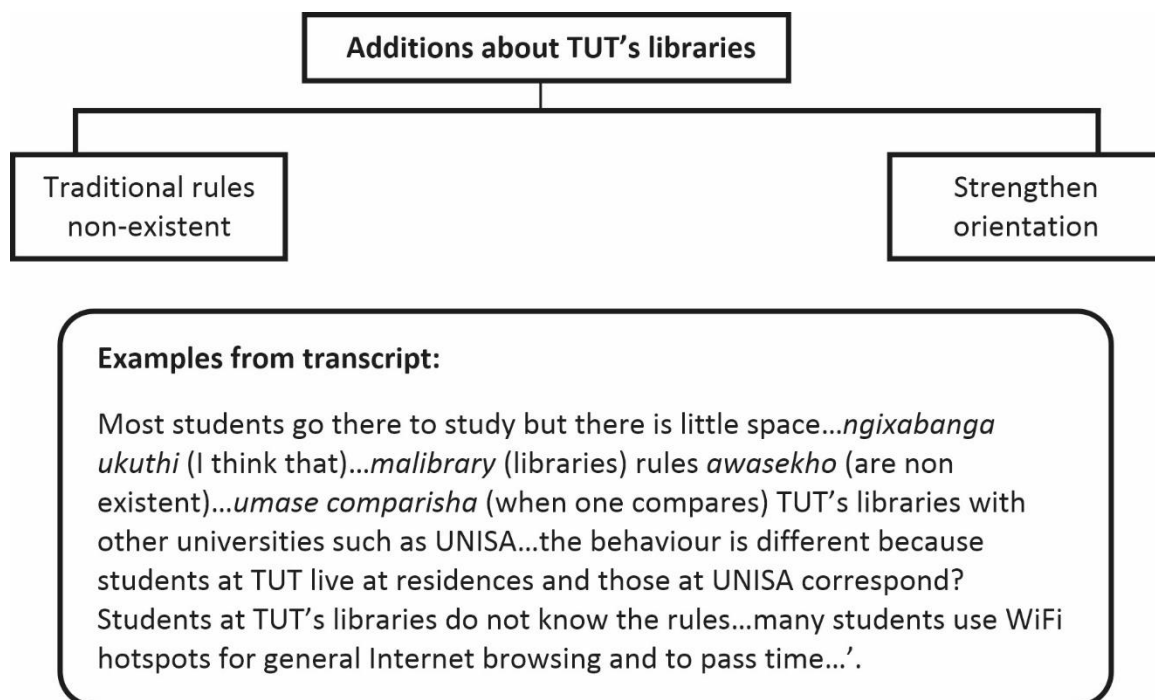 Additions about TUT’s libraries
Traditional rules
non-existent
Strengthen
orientation
Examples from transcript:
Most students go there to study but there is little space…ngixabanga
ukuthi (I think that)…malibrary (libraries) rules awasekho (are non
existent)…umase comparisha (when one compares) TUT’s libraries with
other universities such as UNISA…the behaviour is different because
students at TUT live at residences and those at UNISA correspond?
Students at TUT’s libraries do not know the rules…many students use WiFi
hotspots for general Internet browsing and to pass time…’.